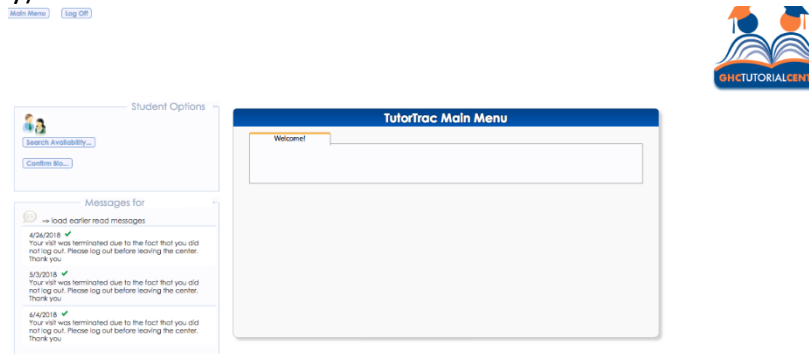 Main Menu Log Off
GHCTUTORIALCENT
Student Options
Search Availability...
Confirm Bio...
TutorTrac Main Menu
Welcome!
Messages for
⇒ load earlier read messages
4/26/2018 ✔
Your visit was terminated due to the fact that you did
not log out. Please log out before leaving the center.
Thank you
5/3/2018 ✔
Your visit was terminated due to the fact that you did
not log out. Please log out before leaving the center.
Thank you
6/4/2018 ✔
Your visit was terminated due to the fact that you did
not log out. Please log out before leaving the center.
Thank you